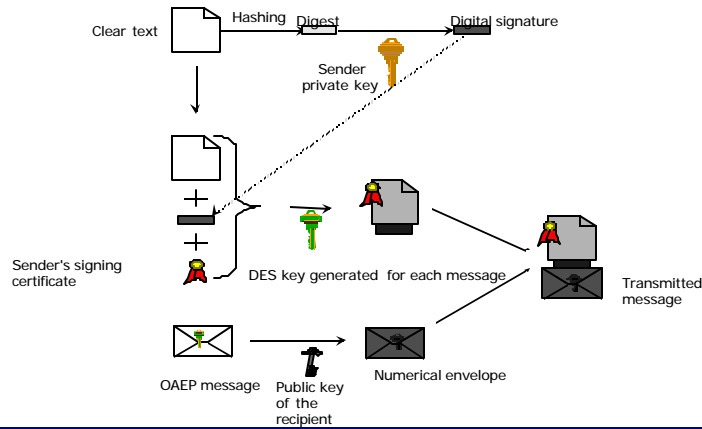 Clear text
Hashing
Digest
Digital signature
Sender
private key
Sender's signing
certificate
DES key generated for each message
Transmitted
message
OAEP message
Public key
of the
recipient
Numerical envelope